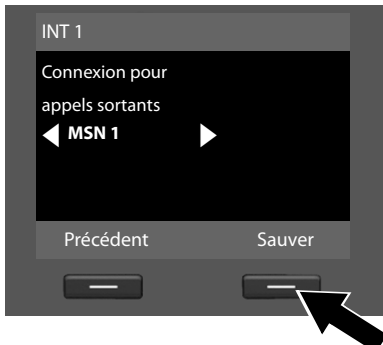 INT 1
Connexion pour
appels sortants
MSN 1
Précédent Sauver